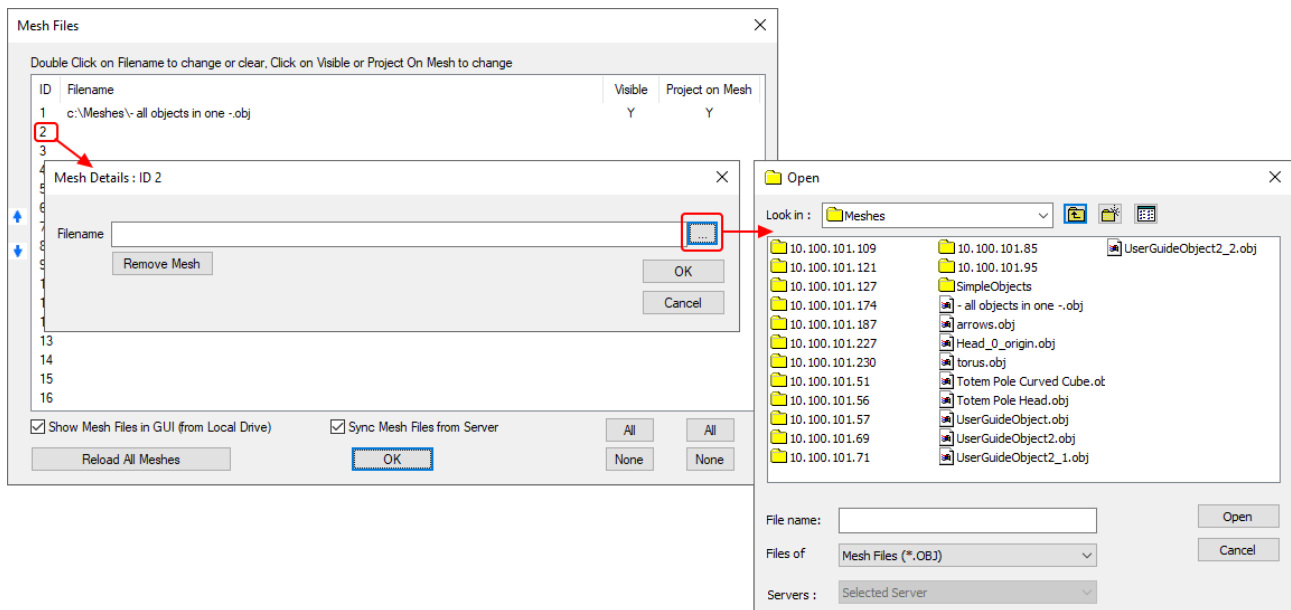 Mesh Files
Double Click on Filename to change or clear, Click on Visible or Project On Mesh to change
ID Filename Visible Project on Mesh
1 c:\Meshes\- all objects in one -.obj Y Y
2
3
Mesh Details : ID 2
Filename ...
Remove Mesh
OK
Cancel
13
14
15
16
Show Mesh Files in GUI (from Local Drive) Sync Mesh Files from Server All All
Reload All Meshes OK None None
Open
Look in : Meshes
10.100.101.109 10.100.101.85 UserGuideObject2_2.obj
10.100.101.121 10.100.101.95
10.100.101.127 SimpleObjects
10.100.101.174 - all objects in one -.obj
10.100.101.187 arrows.obj
10.100.101.227 Head_0_origin.obj
10.100.101.230 torus.obj
10.100.101.51 Totem Pole Curved Cube.ob
10.100.101.56 Totem Pole Head.obj
10.100.101.57 UserGuideObject.obj
10.100.101.69 UserGuideObject2.obj
10.100.101.71 UserGuideObject2_1.obj
File name: Open
Files of Mesh Files (*.OBJ) Cancel
Servers : Selected Server